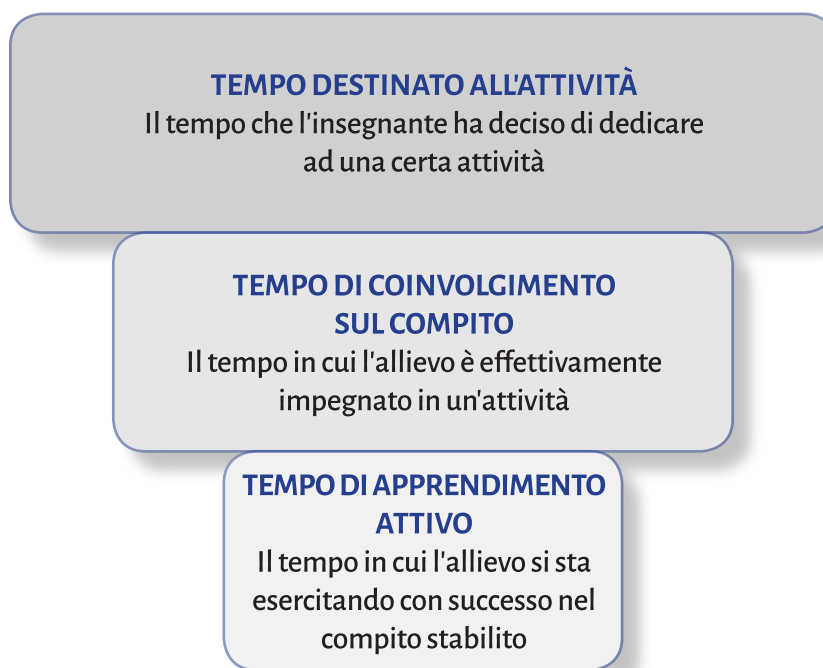 TEMPO DESTINATO ALL'ATTIVITÀ
Il tempo che l'insegnante ha deciso di dedicare
ad una certa attività
TEMPO DI COINVOLGIMENTO
SUL COMPITO
Il tempo in cui l'allievo è effettivamente
impegnato in un'attività
TEMPO DI APPRENDIMENTO
ATTIVO
Il tempo in cui l'allievo si sta
esercitando con successo nel
compito stabilito